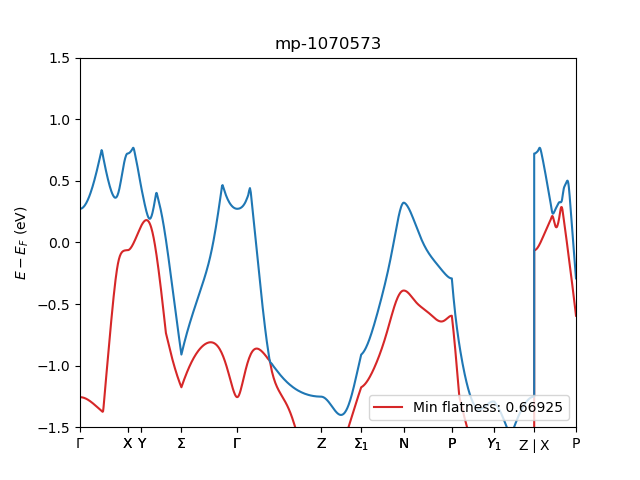 mp-1070573
E − E_F (eV)
1.5
1.0
0.5
0.0
−0.5
−1.0
−1.5
Min flatness: 0.66925
Γ X Y Σ Γ Z Σ₁ N P Y₁ Z | X P